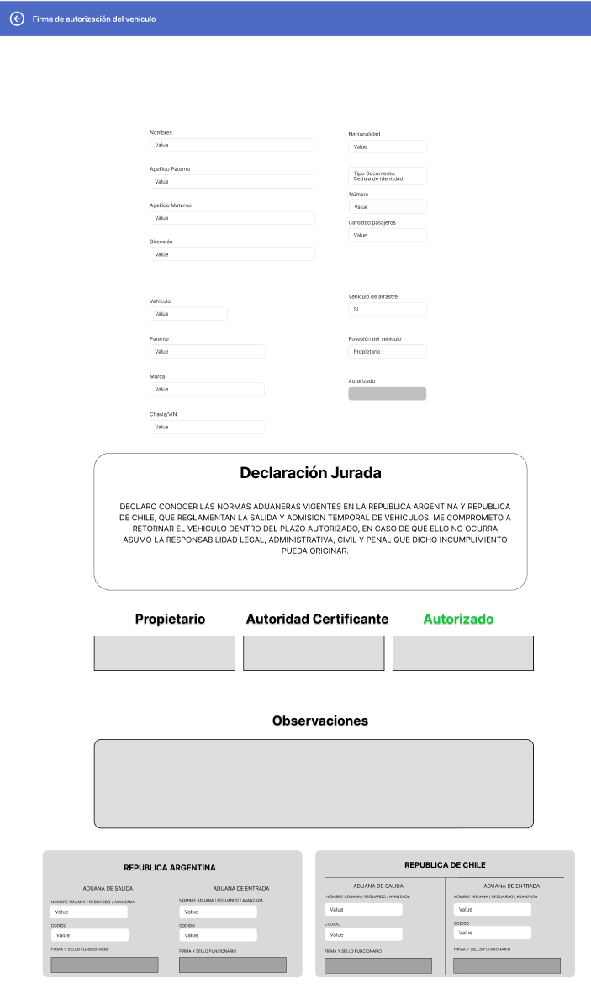 Firma de autorización del vehiculo
Nombres
Value
Apellido Paterno
Value
Apellido Materno
Value
Dirección
Value
Nacionalidad
Value
Tipo Documento:
Cedula de identidad
Número
Value
Cantidad pasajeros
Value
Vehiculo
Value
Patente
Value
Marca
Value
Chasis/VIN
Value
Vehiculo de arrastre
Si
Posesión del vehiculo
Propietario
Autorizado
Declaración Jurada
DECLARO CONOCER LAS NORMAS ADUANERAS VIGENTES EN LA REPUBLICA ARGENTINA Y REPUBLICA
DE CHILE, QUE REGLAMENTAN LA SALIDA Y ADMISION TEMPORAL DE VEHICULOS. ME COMPROMETO A
RETORNAR EL VEHICULO DENTRO DEL PLAZO AUTORIZADO, EN CASO DE QUE ELLO NO OCURRA
ASUMO LA RESPONSABILIDAD LEGAL, ADMINISTRATIVA, CIVIL Y PENAL QUE DICHO INCUMPLIMIENTO
PUEDA ORIGINAR.
Propietario
Autoridad Certificante
Autorizado
Observaciones
REPUBLICA ARGENTINA
ADUANA DE SALIDA
NOMBRE ADUANA / REGUARDO / AVANZADA
Value
CODIGO
Value
FIRMA Y SELLO FUNCIONARIO
ADUANA DE ENTRADA
NOMBRE ADUANA / REGUARDO / AVANZADA
Value
CODIGO
Value
FIRMA Y SELLO FUNCIONARIO
REPUBLICA DE CHILE
ADUANA DE SALIDA
NOMBRE ADUANA / REGUARDO / AVANZADA
Value
CODIGO
Value
FIRMA Y SELLO FUNCIONARIO
ADUANA DE ENTRADA
NOMBRE ADUANA / REGUARDO / AVANZADA
Value
CODIGO
Value
FIRMA Y SELLO FUNCIONARIO